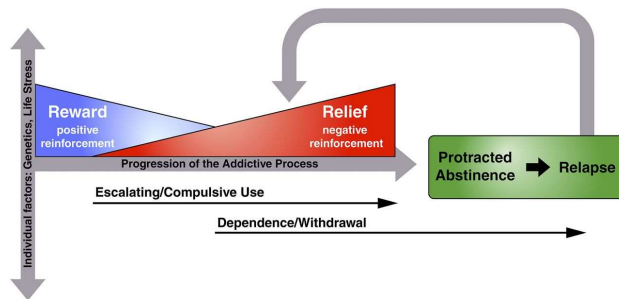 Individual factors: Genetics, Life Stress
Reward
positive
reinforcement
Relief
negative
reinforcement
Progression of the Addictive Process
Protracted
Abstinence
Relapse
Escalating/Compulsive Use
Dependence/Withdrawal